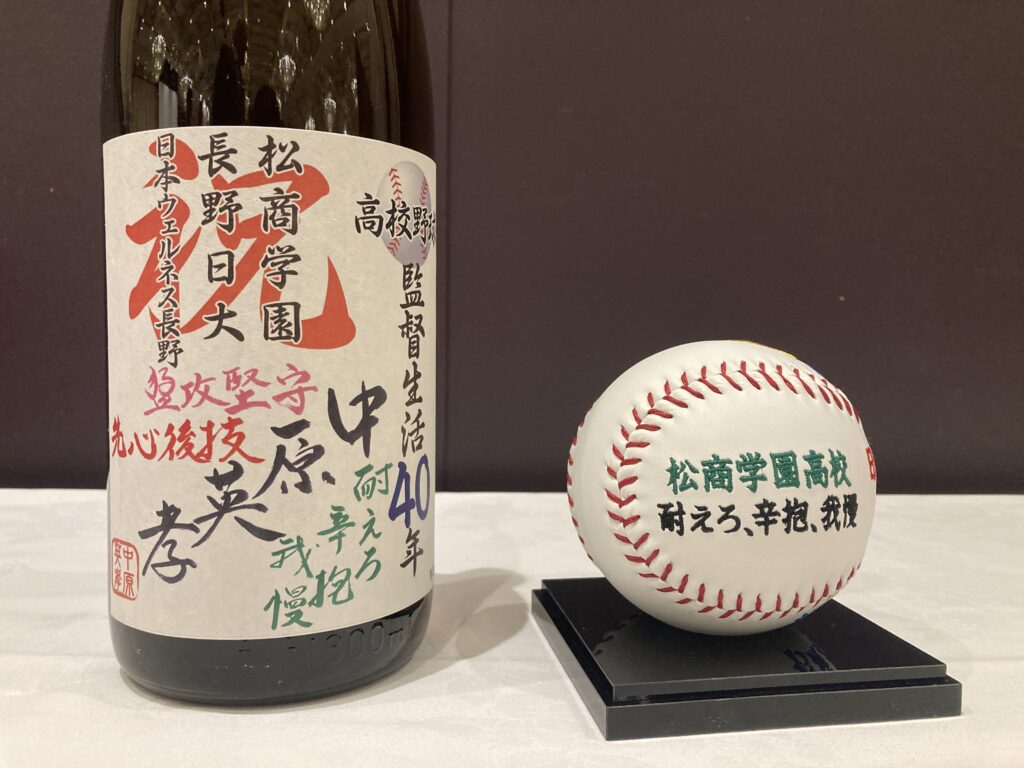 高校野球
監督生活40年
祝
松商学園
長野日大
日本ウェルネス長野
攻堅守
先心後技
中原英孝
耐えろ
辛抱
我慢
中原
英孝
1800ml
松商学園高校
耐えろ、辛抱、我慢